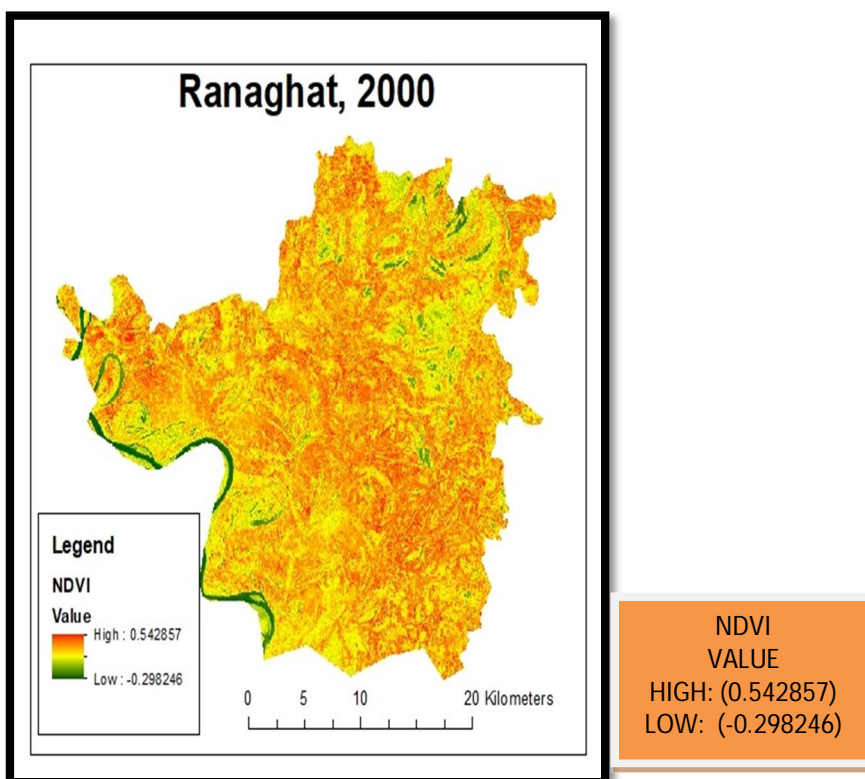 Ranaghat, 2000
Legend
NDVI
Value
High : 0.542857
Low : -0.298246
0 5 10 20 Kilometers
NDVI
VALUE
HIGH: (0.542857)
LOW: (-0.298246)